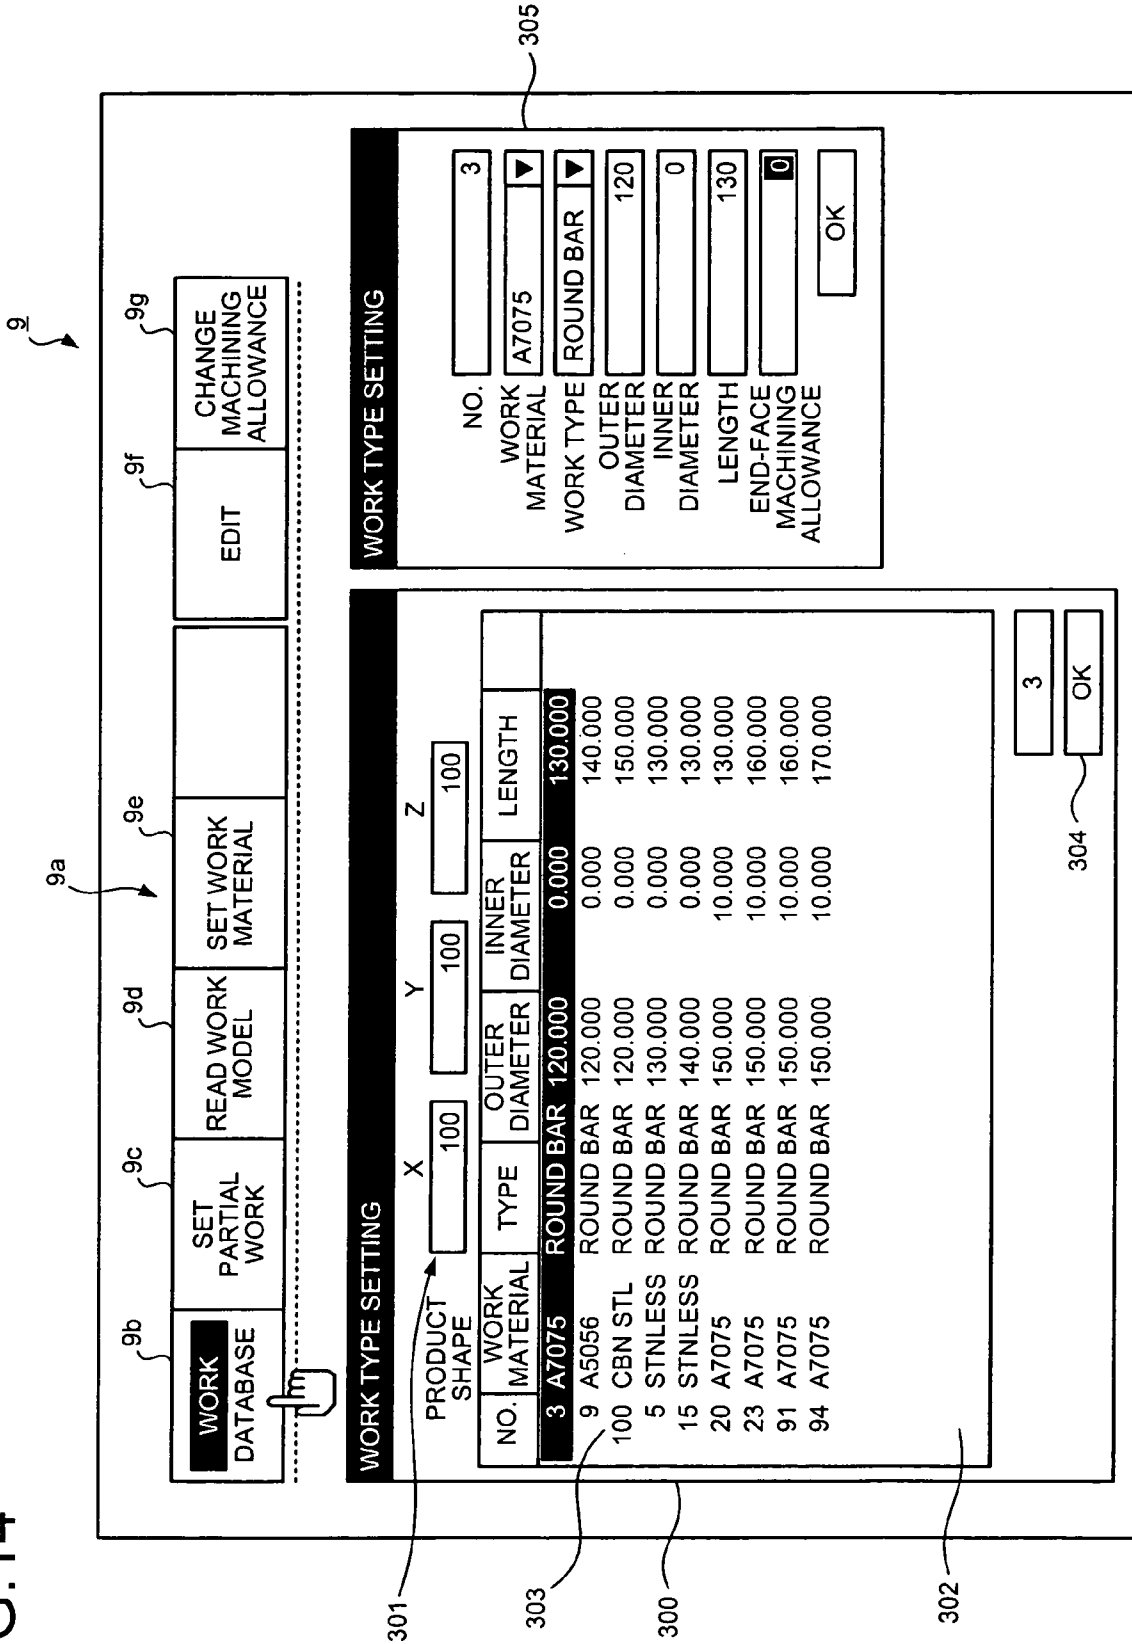 9
9a
9b
9c
9d
9e
9f
9g
WORK
DATABASE
SET
PARTIAL
WORK
READ WORK
MODEL
SET WORK
MATERIAL
EDIT
CHANGE
MACHINING
ALLOWANCE
WORK TYPE SETTING
PRODUCT
SHAPE
X
Y
Z
100
100
100
NO.
WORK
MATERIAL
TYPE
OUTER
DIAMETER
INNER
DIAMETER
LENGTH
3 A7075 ROUND BAR 120.000 0.000 130.000
9 A5056 ROUND BAR 120.000 0.000 140.000
100 CBN STL ROUND BAR 120.000 0.000 150.000
5 STNLESS ROUND BAR 130.000 0.000 130.000
15 STNLESS ROUND BAR 140.000 0.000 130.000
20 A7075 ROUND BAR 150.000 10.000 130.000
23 A7075 ROUND BAR 150.000 10.000 160.000
91 A7075 ROUND BAR 150.000 10.000 160.000
94 A7075 ROUND BAR 150.000 10.000 170.000
3
OK
WORK TYPE SETTING
NO. 3
WORK
MATERIAL A7075 ▼
WORK TYPE ROUND BAR ▼
OUTER
DIAMETER 120
INNER
DIAMETER 0
LENGTH 130
END-FACE
MACHINING
ALLOWANCE 0
OK
301
303
300
302
304
305